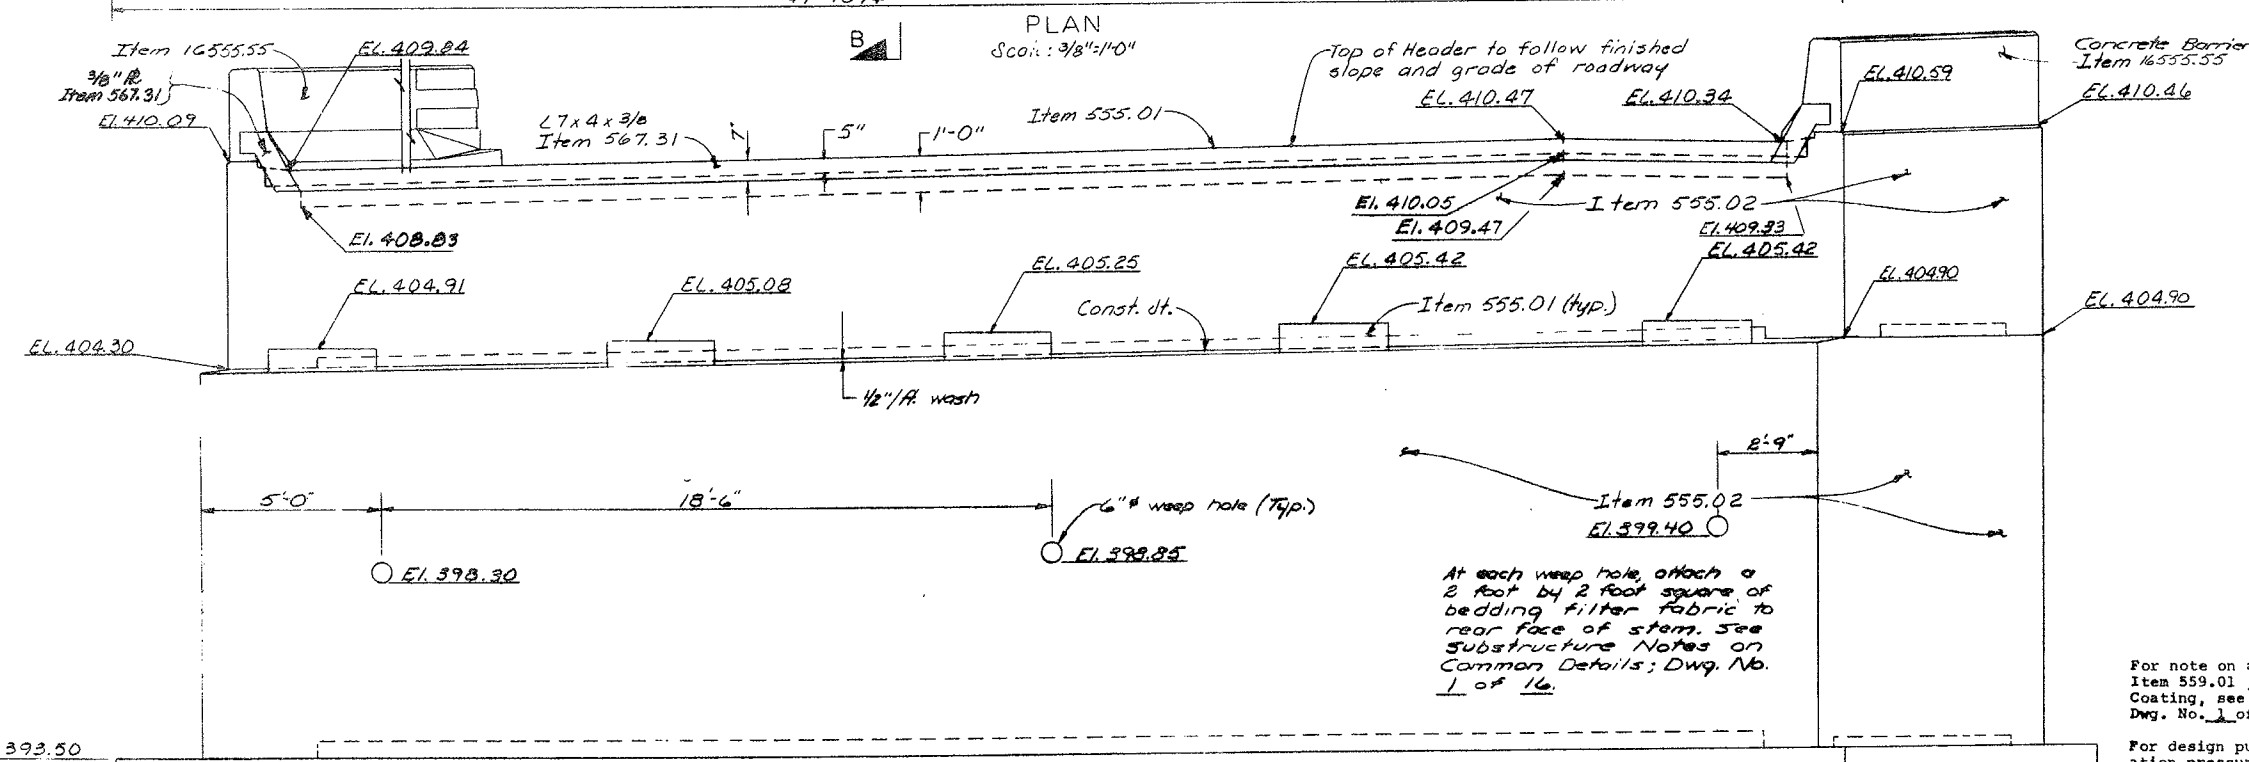 PLAN
B
Scale: 3/8"=1'-0"
Item 16555.55
EL. 409.84
3/8" PL
Item 567.31
El. 410.09
L 7 x 4 x 3/8
Item 567.31
7"
5"
1'-0"
Item 555.01
Top of Header to follow finished
slope and grade of roadway
EL. 410.47
EL. 410.34
EL. 410.59
Concrete Barrier
Item 16555.55
EL. 410.46
El. 408.83
El. 410.05
El. 409.47
Item 555.02
El. 409.33
EL. 405.42
EL. 404.91
EL. 405.08
EL. 405.25
EL. 405.42
Const. Jt.
Item 555.01 (typ.)
EL. 404.90
EL. 404.90
EL. 404.30
1/2"/ft. wash
5'-0"
18'-6"
2'-9"
6"ø weep hole (Typ.)
Item 555.02
El. 399.40
El. 398.85
El. 398.30
At each weep hole, attach a
2 foot by 2 foot square of
bedding filter fabric to
rear face of stem. See
Substructure Notes on
Common Details; Dwg. No.
1 of 16.
For note on
Item 559.01
Coating, see
Dwg. No. 1 of
For design
393.50